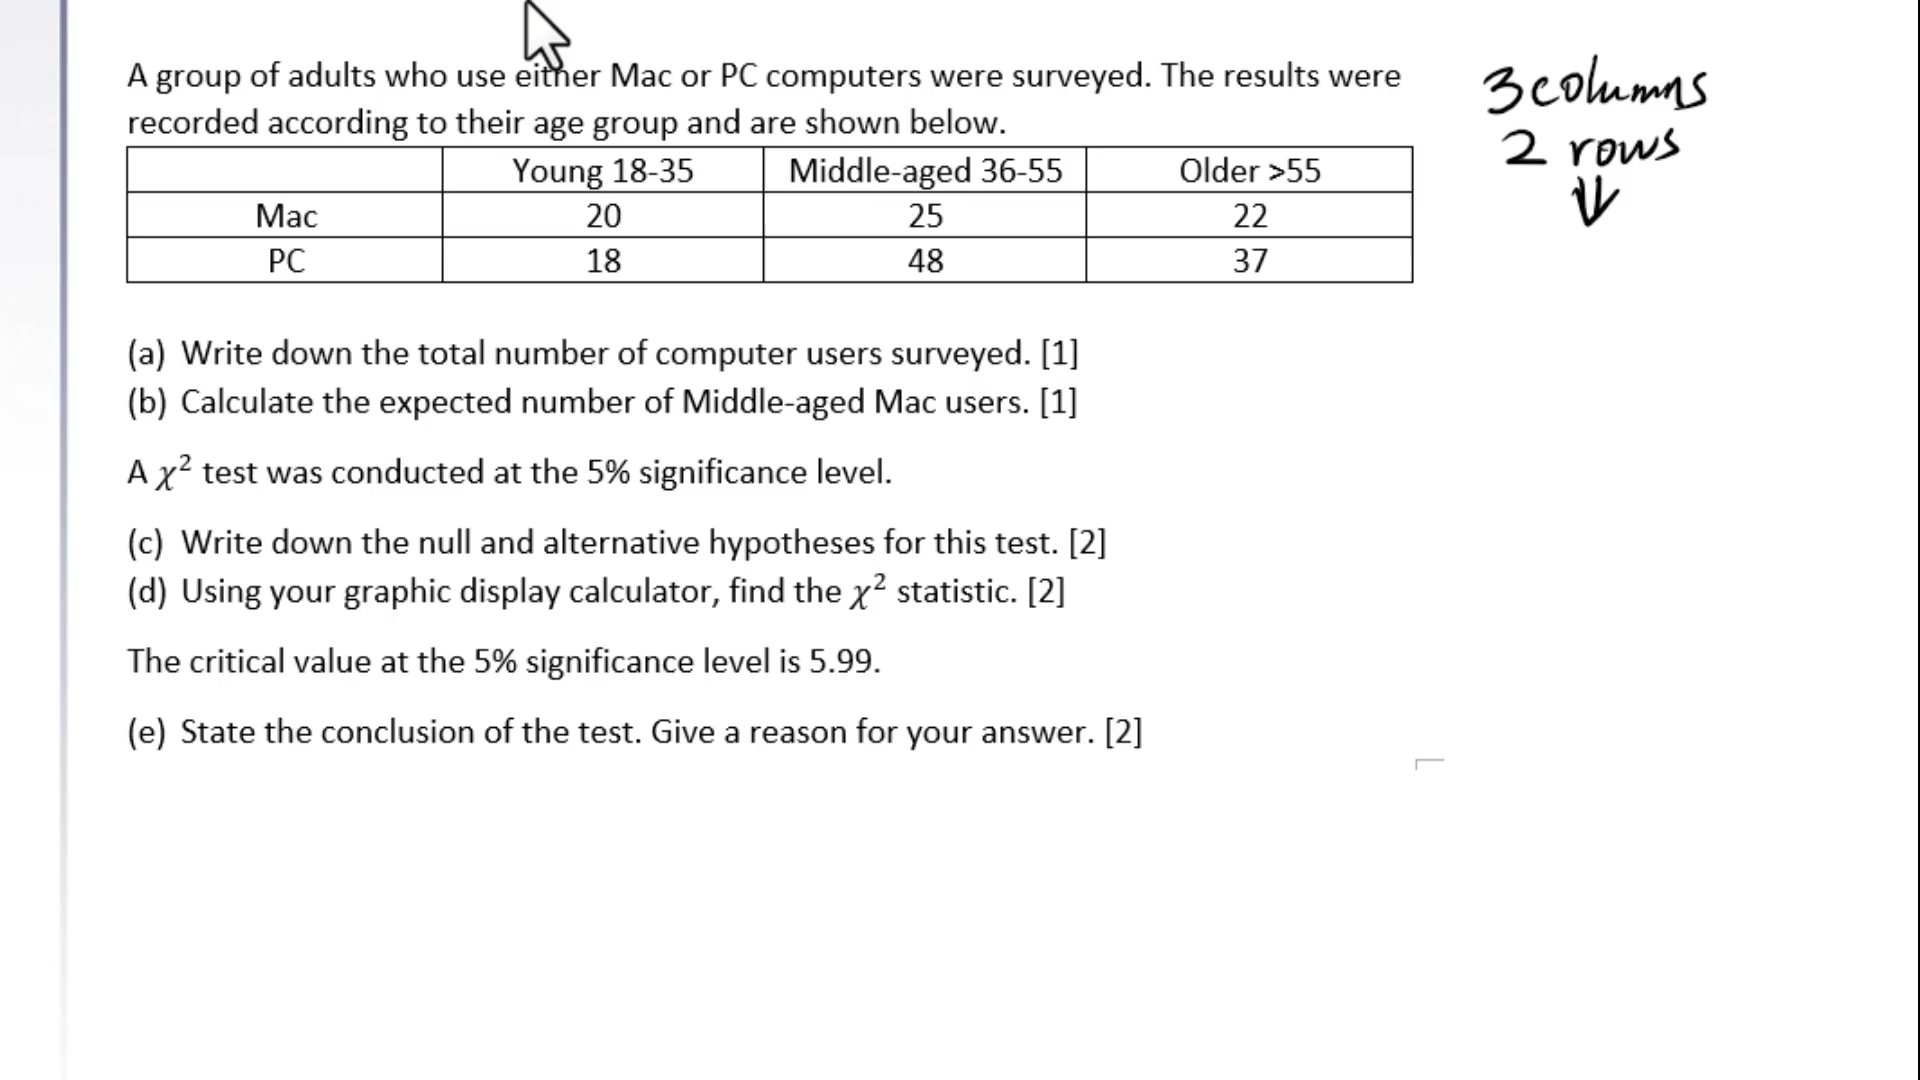 A group of adults who use either Mac or PC computers were surveyed. The results were
recorded according to their age group and are shown below.
Young 18-35 Middle-aged 36-55 Older >55
Mac 20 25 22
PC 18 48 37
3 columns
2 rows
(a) Write down the total number of computer users surveyed. [1]
(b) Calculate the expected number of Middle-aged Mac users. [1]
A χ² test was conducted at the 5% significance level.
(c) Write down the null and alternative hypotheses for this test. [2]
(d) Using your graphic display calculator, find the χ² statistic. [2]
The critical value at the 5% significance level is 5.99.
(e) State the conclusion of the test. Give a reason for your answer. [2]